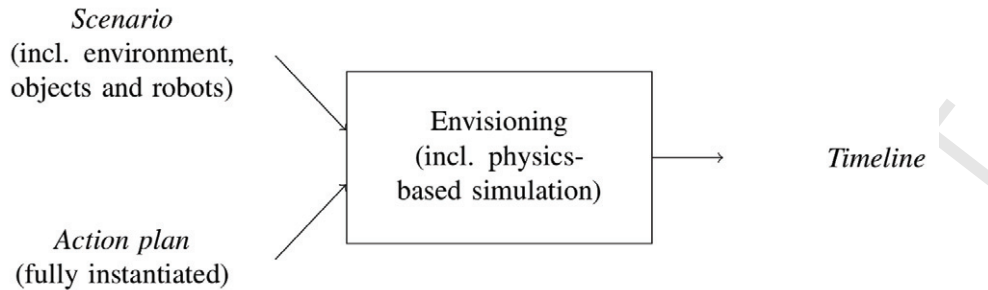 Scenario
(incl. environment,
objects and robots)
Envisioning
(incl. physics-
based simulation)
Timeline
Action plan
(fully instantiated)